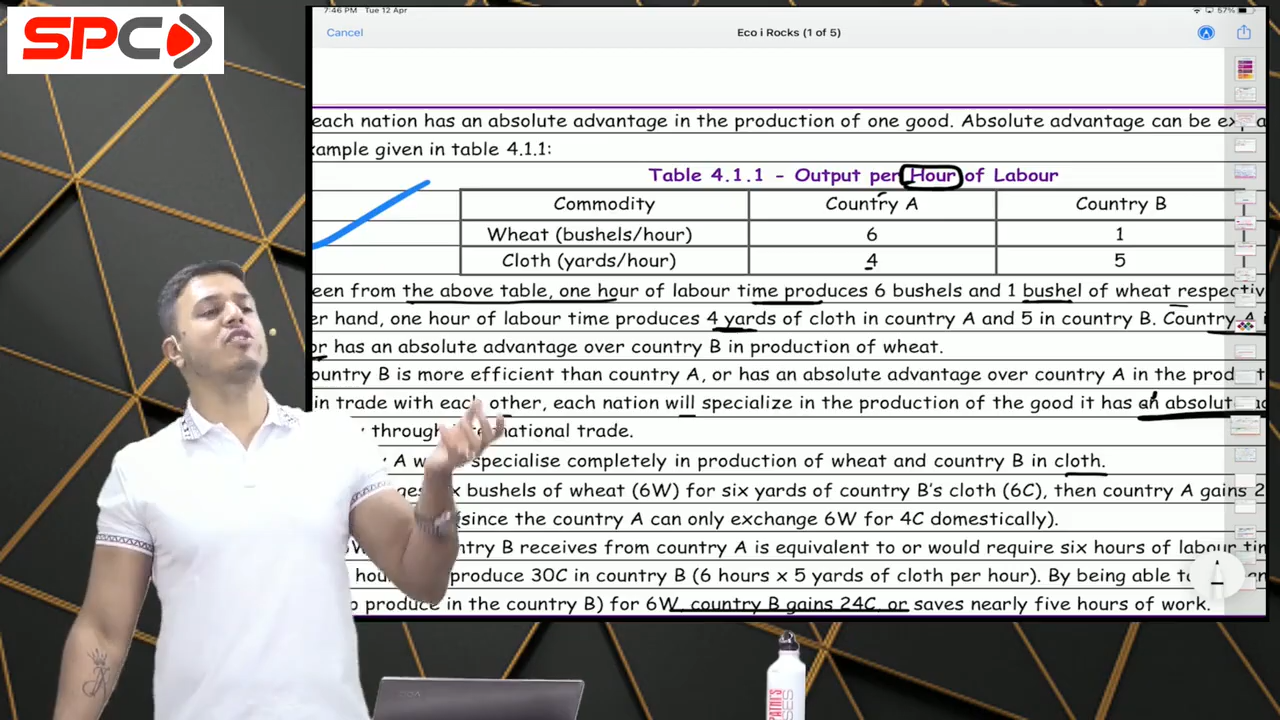 SPC
7:46 PM Tue 12 Apr
57%
Cancel
Eco i Rocks (1 of 5)
each nation has an absolute advantage in the production of one good. Absolute advantage can be
ample given in table 4.1.1:
Table 4.1.1 - Output per Hour of Labour
Commodity Country A Country B
Wheat (bushels/hour) 6 1
Cloth (yards/hour) 4 5
een from the above table, one hour of labour time produces 6 bushels and 1 bushel of wheat respectiv
er hand, one hour of labour time produces 4 yards of cloth in country A and 5 in country B. Country A
or has an absolute advantage over country B in production of wheat.
ountry B is more efficient than country A, or has an absolute advantage over country A in the prod
in trade with each other, each nation will specialize in the production of the good it has an absolut
through international trade.
A specialise completely in production of wheat and country B in cloth.
bushels of wheat (6W) for six yards of country B's cloth (6C), then country A gains 2
(since the country A can only exchange 6W for 4C domestically).
ntry B receives from country A is equivalent to or would require six hours of labour tim
hou produce 30C in country B (6 hours x 5 yards of cloth per hour). By being able
produce in the country B) for 6W, country B gains 24C, or saves nearly five hours of work.